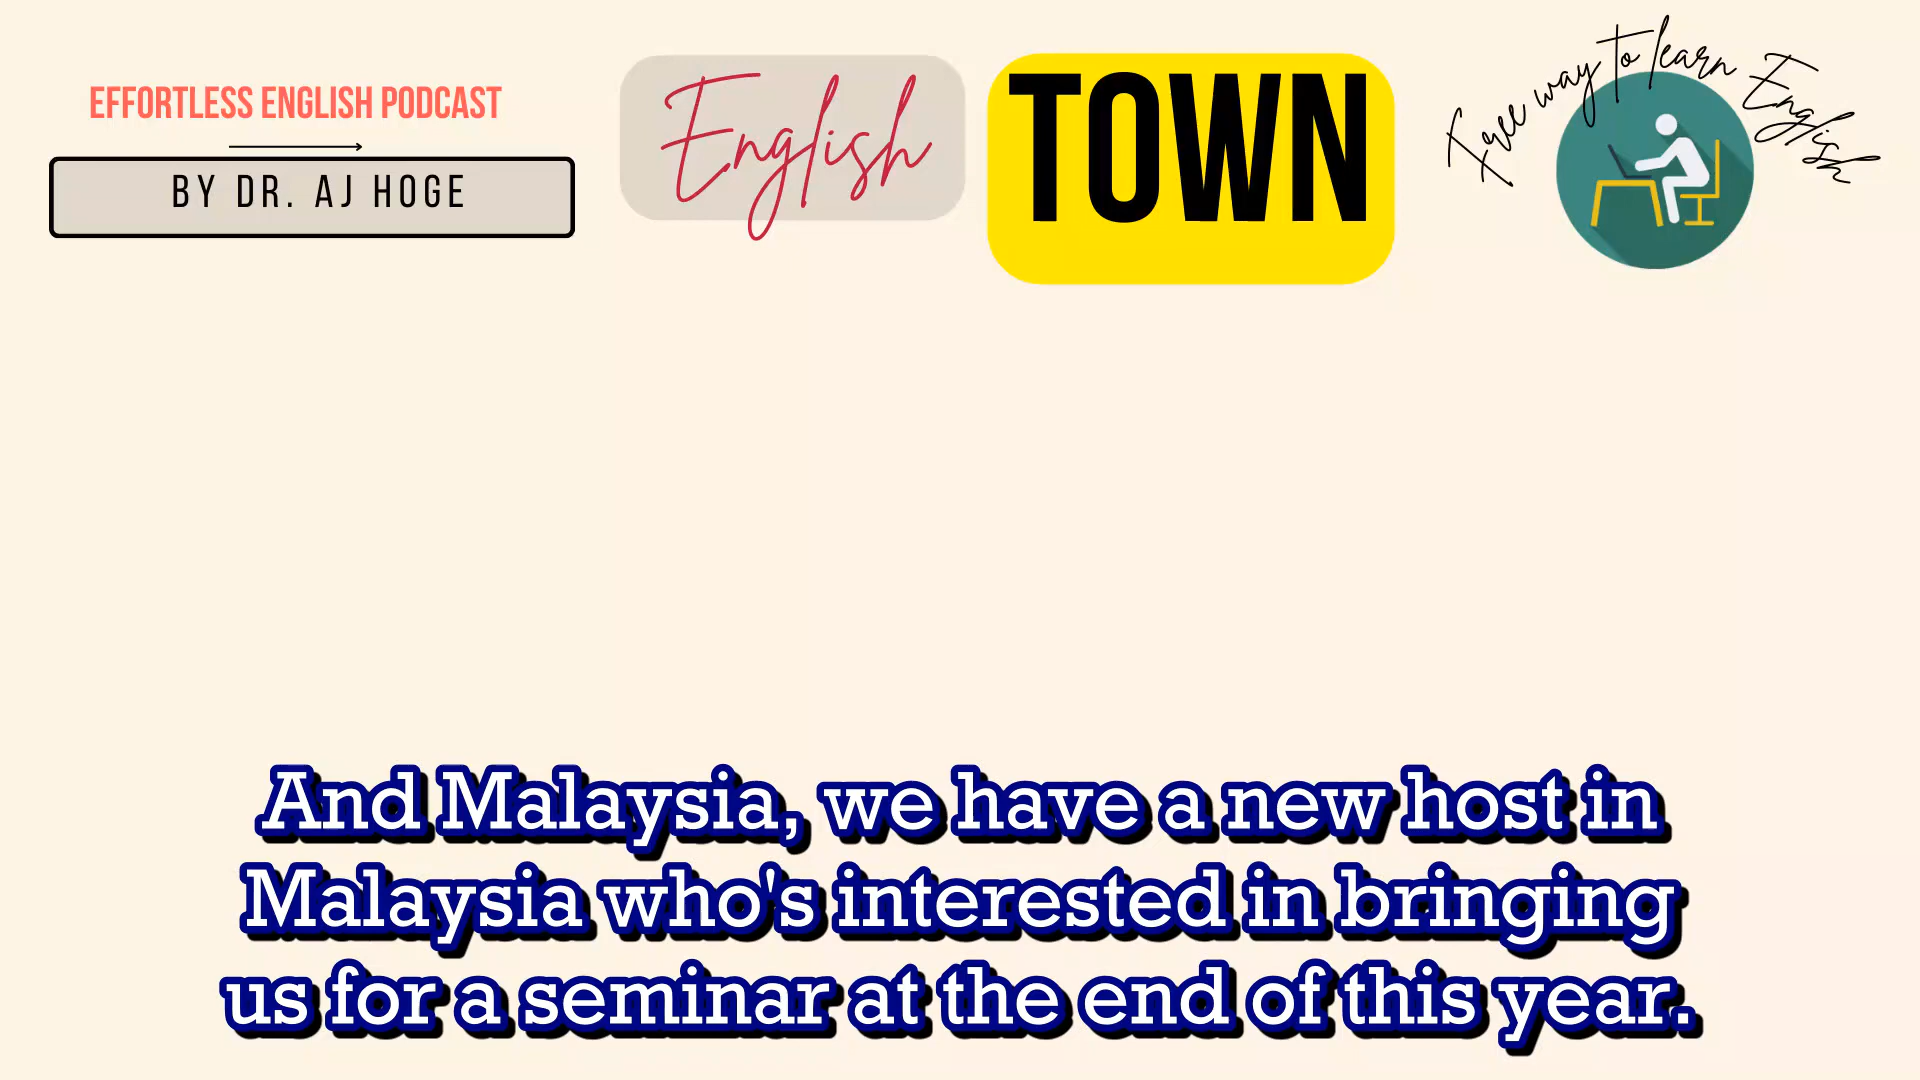 EFFORTLESS ENGLISH PODCAST
BY DR. AJ HOGE
English
TOWN
Free way to learn English
And Malaysia, we have a new host in
Malaysia who's interested in bringing
us for a seminar at the end of this year.